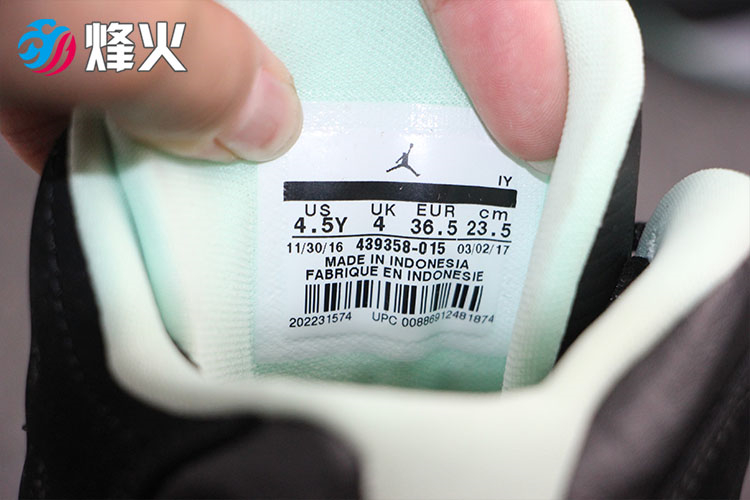 烽火
IY
US UK EUR cm
4.5Y 4 36.5 23.5
11/30/16 439358-015 03/02/17
MADE IN INDONESIA
FABRIQUE EN INDONESIE
202231574 UPC 00886912481874